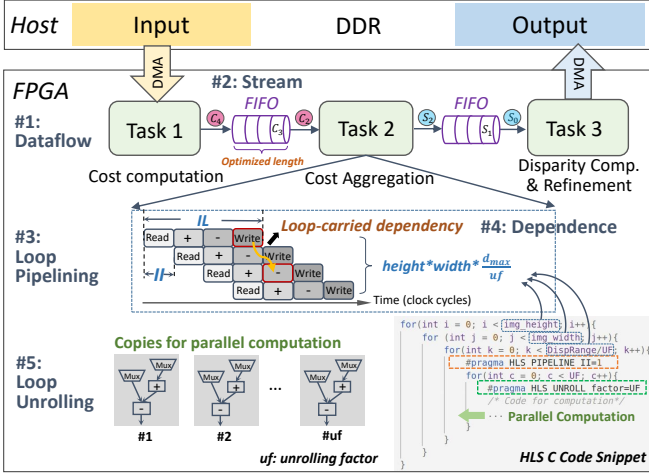 Host
Input
DDR
Output
DMA
DMA
FPGA
#2: Stream
#1:
Dataflow
Task 1
C4
FIFO
C3
C2
Optimized length
Task 2
S2
FIFO
S1
S0
Task 3
Cost computation
Cost Aggregation
Disparity Comp.
& Refinement
#3:
Loop
Pipelining
IL
Loop-carried dependency
#4: Dependence
Read + - Write
Read + - Write
Read + - Write
Read + - Write
II
height*width* dmax
uf
Time (clock cycles)
#5:
Loop
Unrolling
Copies for parallel computation
Mux
Mux
+
-
#1
Mux
Mux
+
-
#2
...
Mux
Mux
+
-
#uf
uf: unrolling factor
for(int i = 0; i < img_height; i++){
for (int j = 0; j < img_width; j++){
for(int k = 0; k < DispRange/UF; k++){
#pragma HLS PIPELINE II=1
for(int c = 0; c < UF; c++){
#pragma HLS UNROLL factor=UF
/* Code for computation*/
... Parallel Computation
}
}
}
}
HLS C Code Snippet